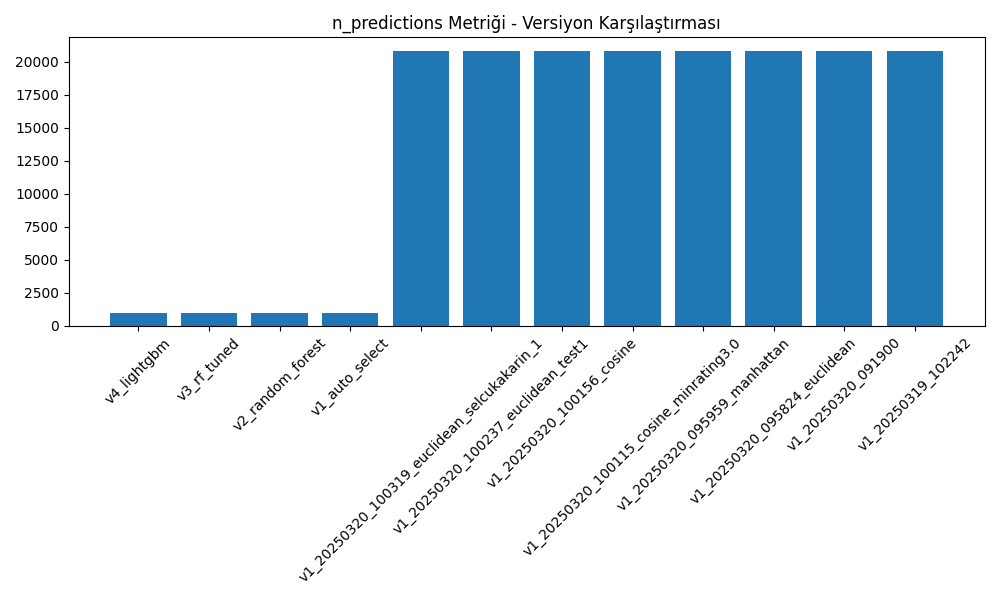 n_predictions Metriği - Versiyon Karşılaştırması
20000
17500
15000
12500
10000
7500
5000
2500
0
v4_lightgbm
v3_rf_tuned
v2_random_forest
v1_auto_select
v1_20250320_100319_euclidean_selcukakarin_1
v1_20250320_100237_euclidean_test1
v1_20250320_100156_cosine
v1_20250320_100115_cosine_minrating3.0
v1_20250320_095959_manhattan
v1_20250320_095824_euclidean
v1_20250320_091900
v1_20250319_102242